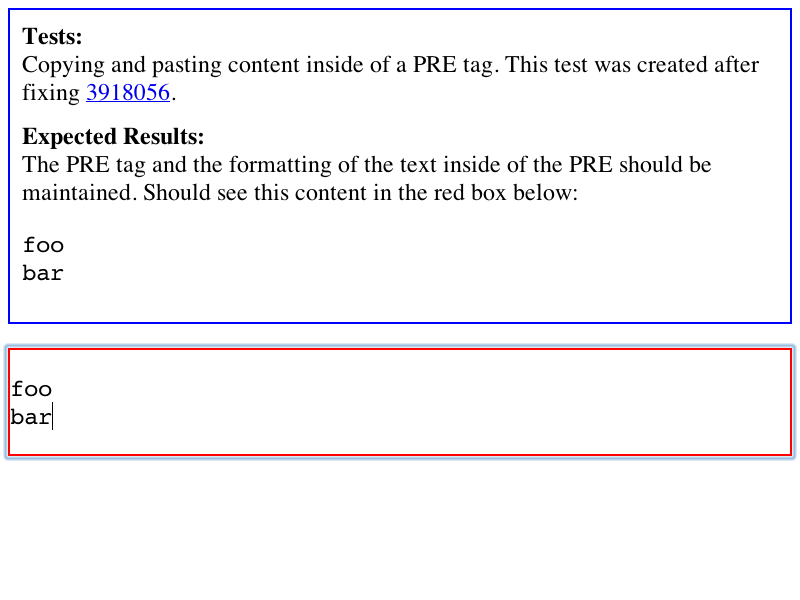 Tests:
Copying and pasting content inside of a PRE tag. This test was created after
fixing 3918056.
Expected Results:
The PRE tag and the formatting of the text inside of the PRE should be
maintained. Should see this content in the red box below:
foo
bar
foo
bar